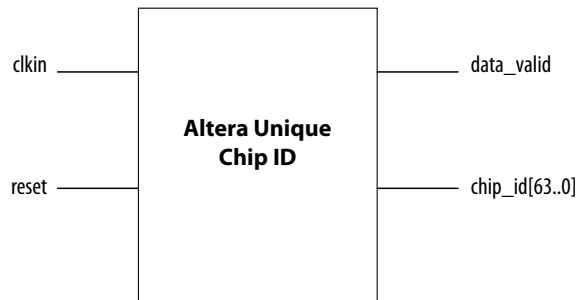 clkin
data_valid
Altera Unique
Chip ID
reset
chip_id[63..0]